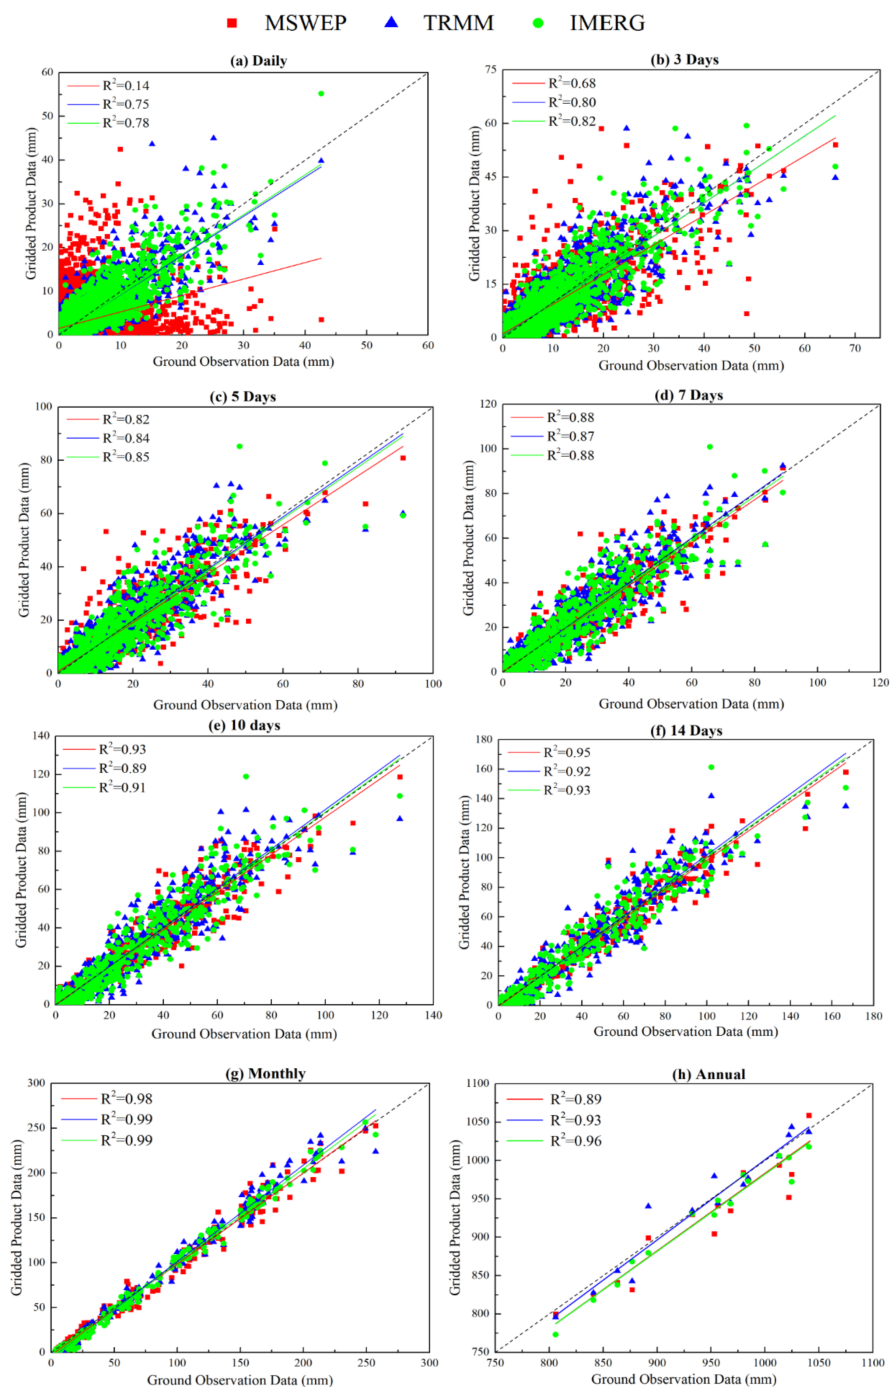 MSWEP TRMM IMERG
(a) Daily
R²=0.14
R²=0.75
R²=0.78
Gridded Product Data (mm)
60
50
40
30
20
10
0
0 10 20 30 40 50 60
Ground Observation Data (mm)
(b) 3 Days
R²=0.68
R²=0.80
R²=0.82
Gridded Product Data (mm)
75
60
45
30
15
0
0 10 20 30 40 50 60 70
Ground Observation Data (mm)
(c) 5 Days
R²=0.82
R²=0.84
R²=0.85
Gridded Product Data (mm)
100
80
60
40
20
0
0 20 40 60 80 100
Ground Observation Data (mm)
(d) 7 Days
R²=0.88
R²=0.87
R²=0.88
Gridded Product Data (mm)
120
100
80
60
40
20
0
0 20 40 60 80 100 120
Ground Observation Data (mm)
(e) 10 days
R²=0.93
R²=0.89
R²=0.91
Gridded Product Data (mm)
140
120
100
80
60
40
20
0
0 20 40 60 80 100 120 140
Ground Observation Data (mm)
(f) 14 Days
R²=0.95
R²=0.92
R²=0.93
Gridded Product Data (mm)
180
160
140
120
100
80
60
40
20
0
0 20 40 60 80 100 120 140 160 180
Ground Observation Data (mm)
(g) Monthly
R²=0.98
R²=0.99
R²=0.99
Gridded Product Data (mm)
300
250
200
150
100
50
0
0 50 100 150 200 250 300
Ground Observation Data (mm)
(h) Annual
R²=0.89
R²=0.93
R²=0.96
Gridded Product Data (mm)
1100
1050
1000
950
900
850
800
750
750 800 850 900 950 1000 1050 1100
Ground Observation Data (mm)